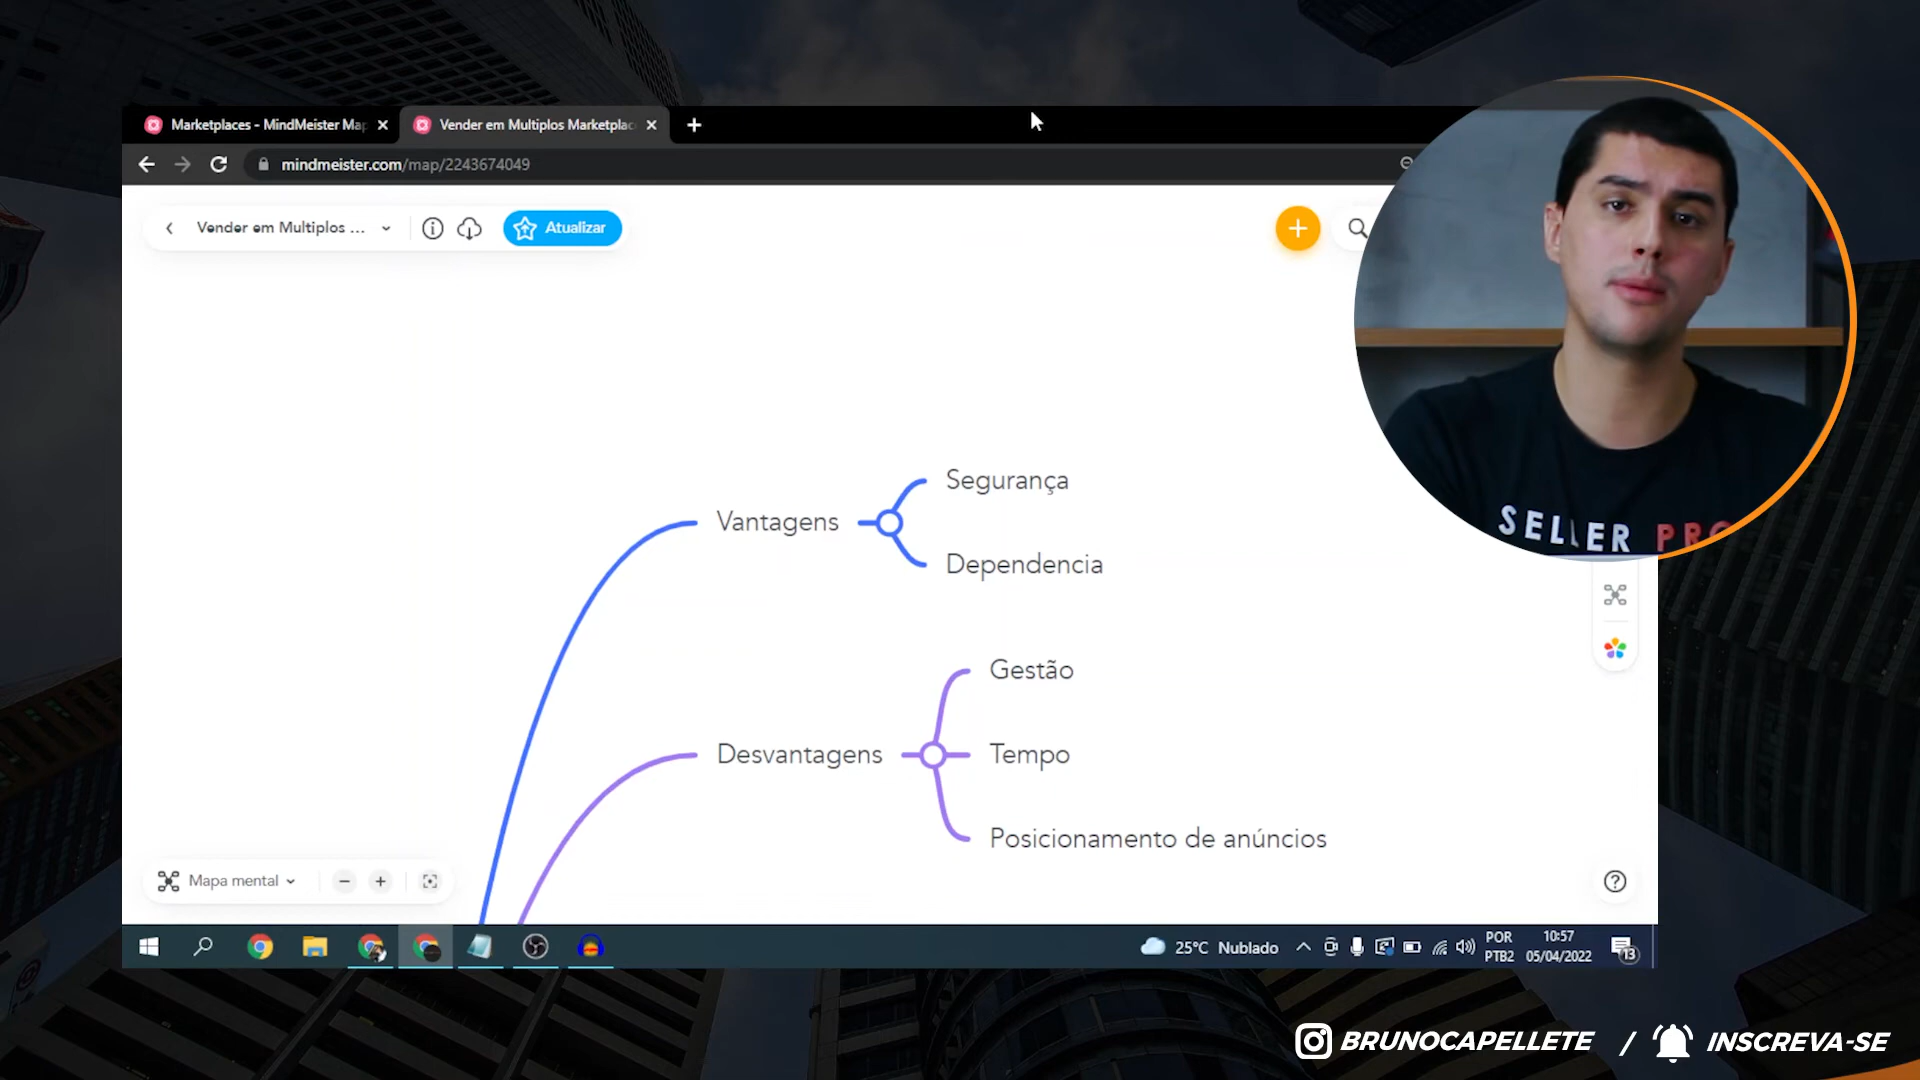 Marketplaces - MindMeister Map
Vender em Multiplos Marketplac
mindmeister.com/map/2243674049
Vender em Multiplos ...
Atualizar
SELLER PRO
Vantagens
Segurança
Dependencia
Desvantagens
Gestão
Tempo
Posicionamento de anúncios
Mapa mental
25°C Nublado
POR
PTB2
10:57
05/04/2022
13
BRUNOCAPELLETE / INSCREVA-SE